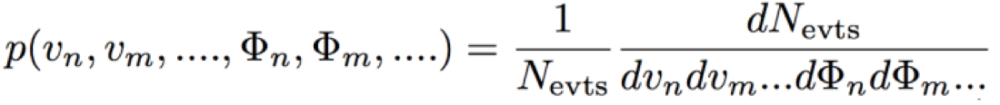 p(v_n, v_m, ...., Φ_n, Φ_m, ....) = \frac{1}{N_{evts}} \frac{dN_{evts}}{dv_n dv_m...dΦ_n dΦ_m...}